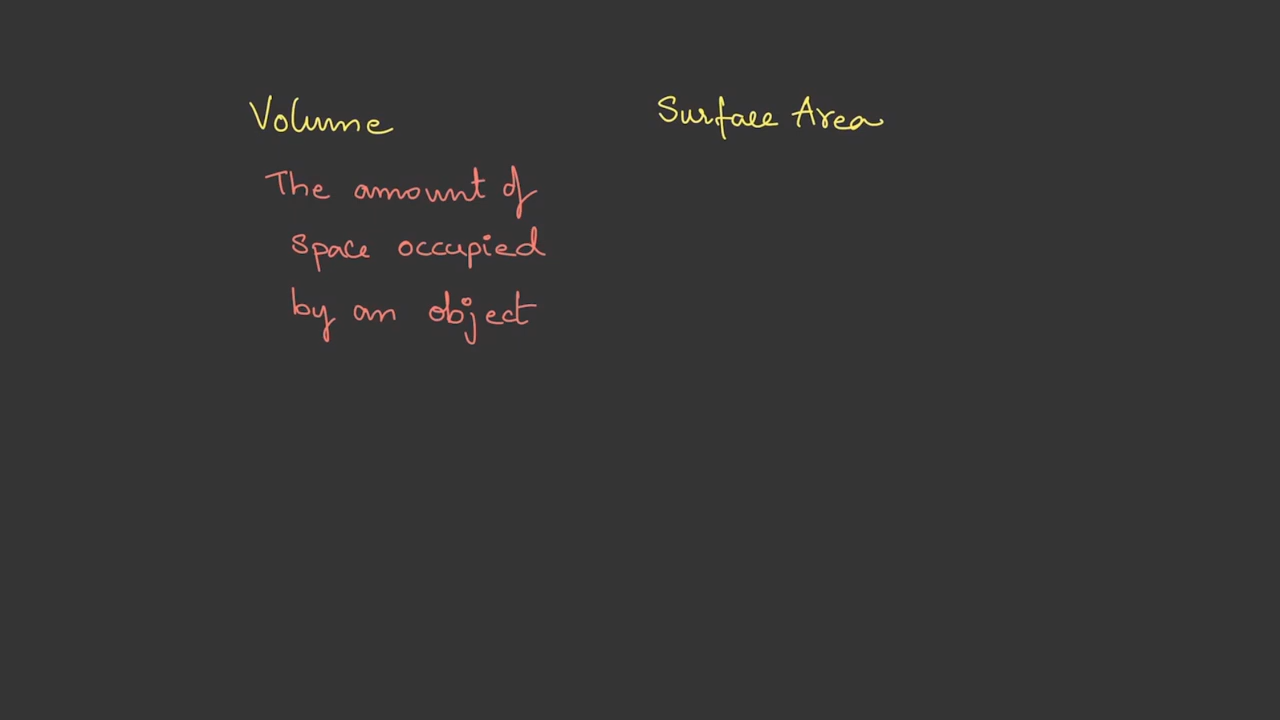 Volume
Surface Area
The amount of
space occupied
by an object